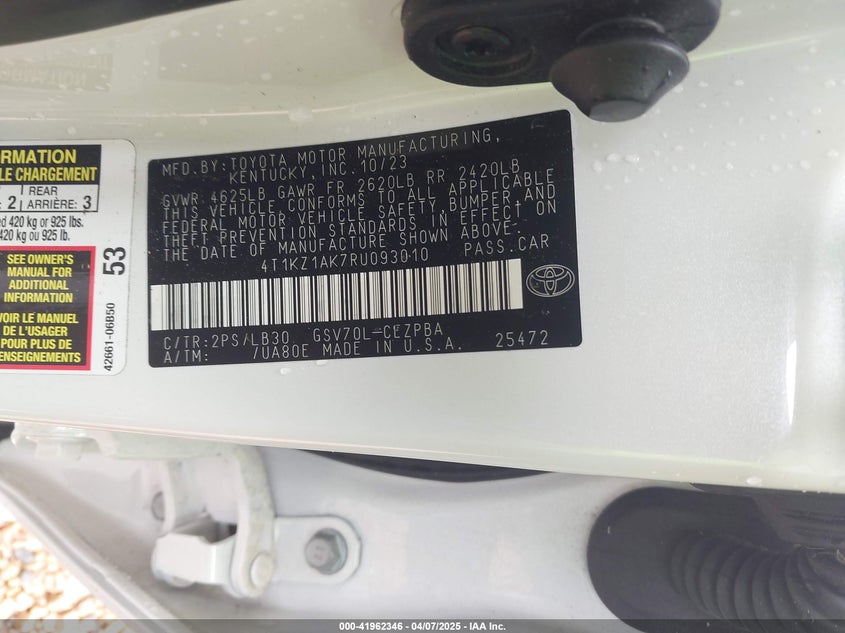 RMATION
LE CHARGEMENT
REAR
2 ARRIÈRE: 3
ed 420 kg or 925 lbs.
420 kg ou 925 lb.
SEE OWNER'S
MANUAL FOR
ADDITIONAL
INFORMATION
VOIR LE MANUEL
DE L'USAGER
POUR PLUS DE
RENSEIGNEMENTS
53
42661-06B50
MFD.BY:TOYOTA MOTOR MANUFACTURING,
KENTUCKY,INC.10/23
GVWR:4625LB GAWR FR 2620LB RR 2420LB
THIS VEHICLE CONFORMS TO ALL APPLICABLE
FEDERAL MOTOR VEHICLE SAFETY,BUMPER,AND
THEFT PREVENTION STANDARDS IN EFFECT ON
THE DATE OF MANUFACTURE SHOWN ABOVE.
4T1KZ1AK7RU093010 PASS.CAR
TOYOTA
C/TR:2PS/LB30 GSV70L-CEZPBA
A/TM: /UA80E MADE IN U.S.A. 25472
000-41962346 - 04/07/2025 - IAA Inc.